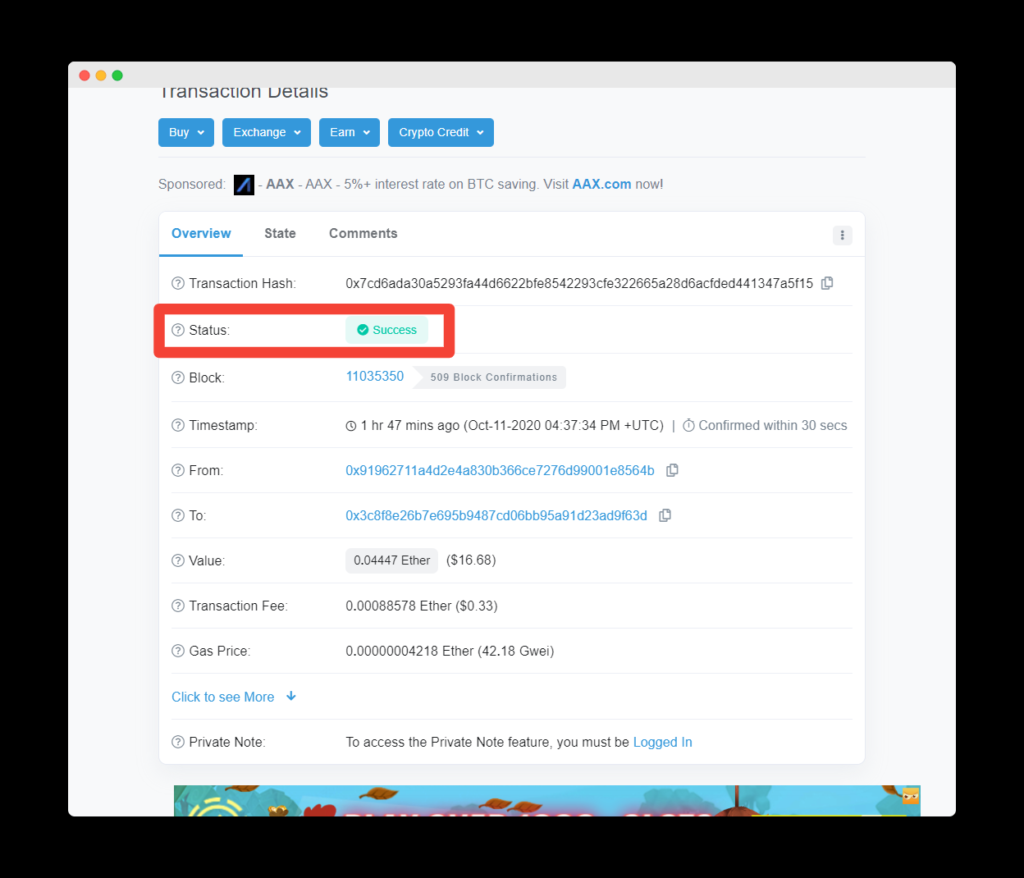 Transaction Details
Buy Exchange Earn Crypto Credit
Sponsored: - AAX - AAX - 5%+ interest rate on BTC saving. Visit AAX.com now!
Overview State Comments
Transaction Hash: 0x7cd6ada30a5293fa44d6622bfe8542293cfe322665a28d6acfded441347a5f15
Status: Success
Block: 11035350 509 Block Confirmations
Timestamp: 1 hr 47 mins ago (Oct-11-2020 04:37:34 PM +UTC) | Confirmed within 30 secs
From: 0x91962711a4d2e4a830b366ce7276d99001e8564b
To: 0x3c8f8e26b7e695b9487cd06bb95a91d23ad9f63d
Value: 0.04447 Ether ($16.68)
Transaction Fee: 0.00088578 Ether ($0.33)
Gas Price: 0.00000004218 Ether (42.18 Gwei)
Click to see More
Private Note: To access the Private Note feature, you must be Logged In